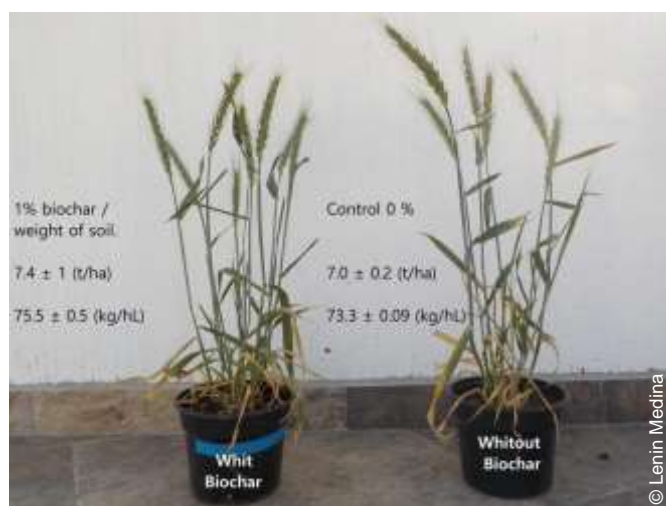 1% biochar /
weight of soil
7.4 ± 1 (t/ha)
75.5 ± 0.5 (kg/hL)
Control 0 %
7.0 ± 0.2 (t/ha)
73.3 ± 0.09 (kg/hL)
Whit
Biochar
Whitout
Biochar
© Lenin Medina